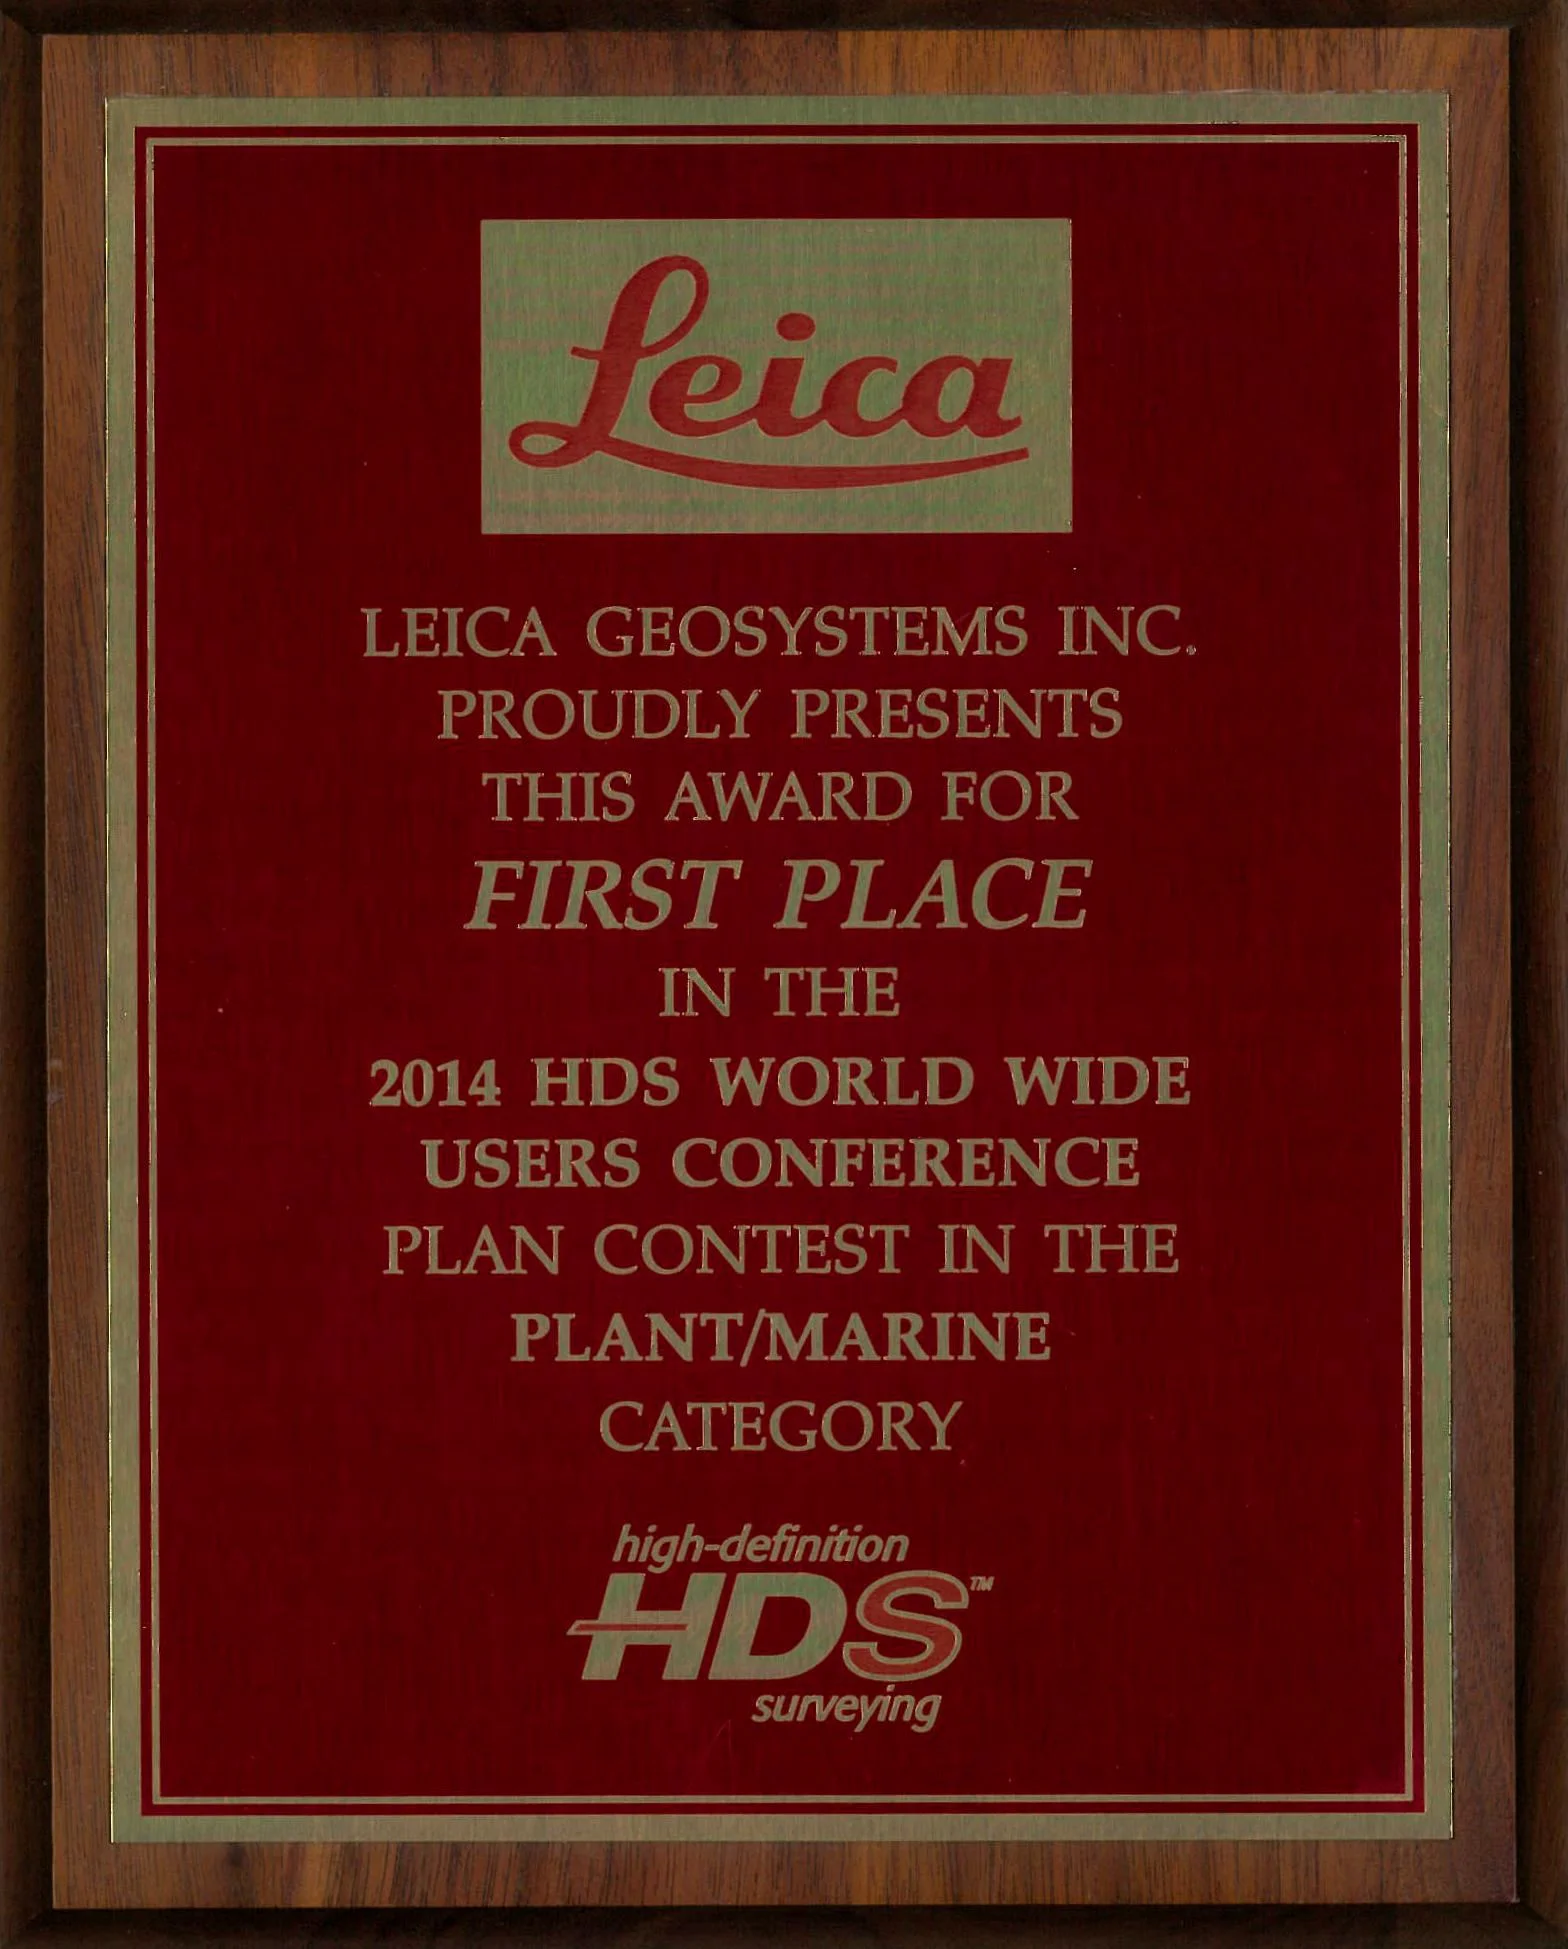 Leica
LEICA GEOSYSTEMS INC.
PROUDLY PRESENTS
THIS AWARD FOR
FIRST PLACE
IN THE
2014 HDS WORLD WIDE
USERS CONFERENCE
PLAN CONTEST IN THE
PLANT/MARINE
CATEGORY
high-definition
HDS™
surveying